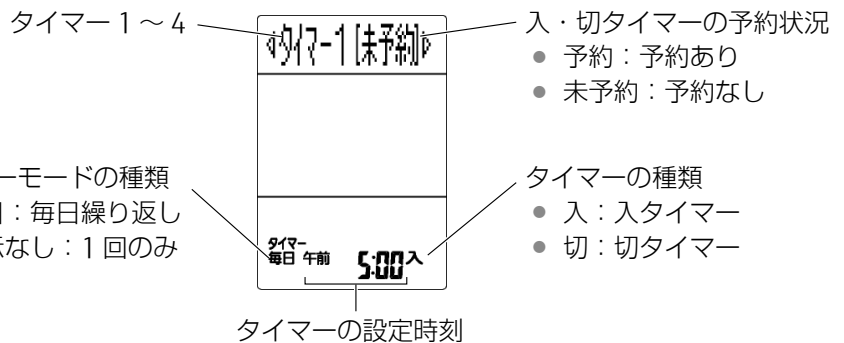 タイマー 1 ～ 4
タイマー1 [未予約]
入・切タイマーの予約状況
● 予約：予約あり
● 未予約：予約なし
ーモードの種類
：毎日繰り返し
なし：1 回のみ
タイマー
毎日 午前 5:00 入
タイマーの種類
● 入：入タイマー
● 切：切タイマー
タイマーの設定時刻